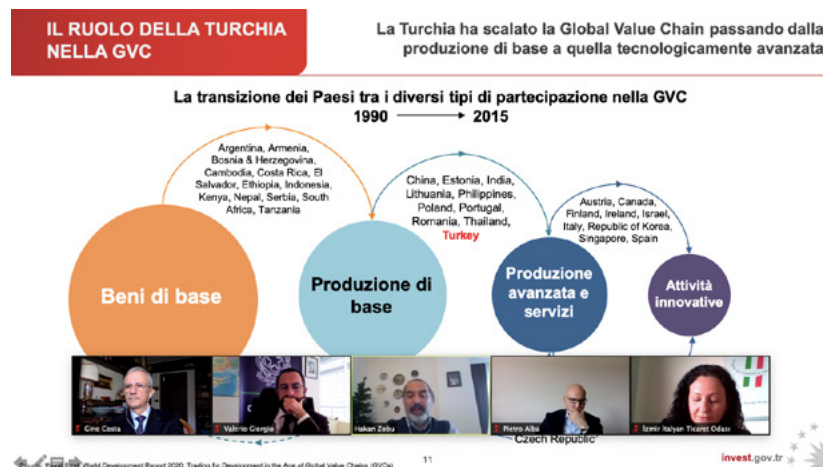 IL RUOLO DELLA TURCHIA
NELLA GVC
La Turchia ha scalato la Global Value Chain passando dalla
produzione di base a quella tecnologicamente avanzata
La transizione dei Paesi tra i diversi tipi di partecipazione nella GVC
1990 → 2015
Argentina, Armenia,
Bosnia & Herzegovina,
Cambodia, Costa Rica, El
Salvador, Ethiopia, Indonesia,
Kenya, Nepal, Serbia, South
Africa, Tanzania
China, Estonia, India,
Lithuania, Philippines,
Poland, Portugal,
Romania, Thailand,
Turkey
Austria, Canada,
Finland, Ireland, Israel,
Italy, Republic of Korea,
Singapore, Spain
Beni di base
Produzione di
base
Produzione
avanzata e
servizi
Attività
innovative
Gino Costa
Valerio Giorgio
Hakan Zobu
Pietro Alba
İzmir İtalyan Ticaret Odası
Czech Republic
World Development Report 2020: Trading for Development in the Age of Global Value Chains (GVCs)
11
invest.gov.tr